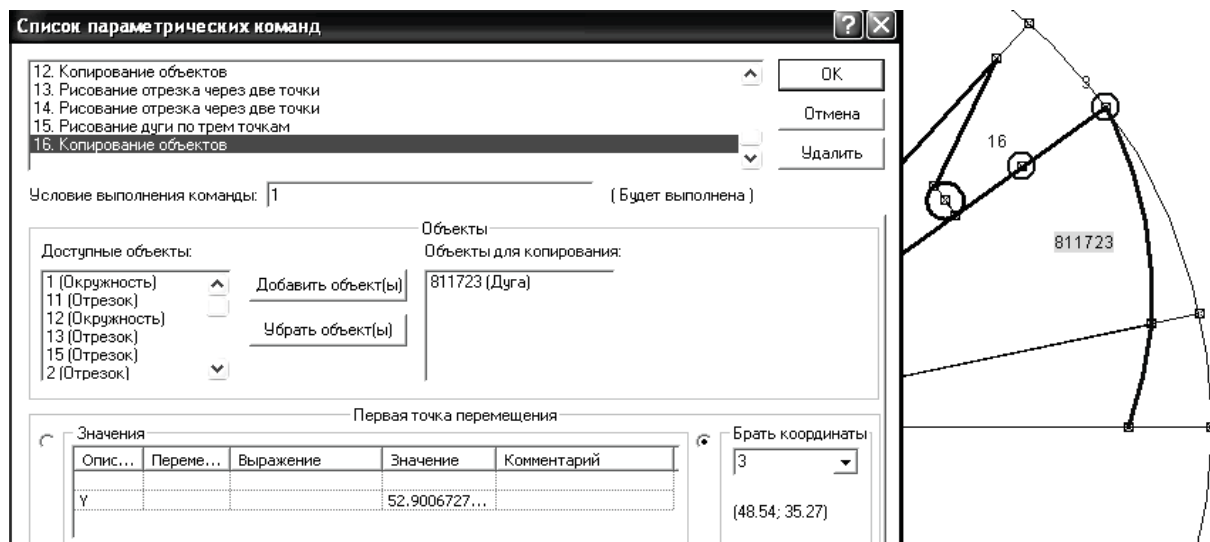 Список параметрических команд
12. Копирование объектов
13. Рисование отрезка через две точки
14. Рисование отрезка через две точки
15. Рисование дуги по трем точкам
16. Копирование объектов
OK
Отмена
Удалить
Условие выполнения команды: 1 ( Будет выполнена )
Объекты
Доступные объекты:
Объекты для копирования:
1 (Окружность)
11 (Отрезок)
12 (Окружность)
13 (Отрезок)
15 (Отрезок)
2 (Отрезок)
Добавить объект(ы)
Убрать объект(ы)
811723 (Дуга)
Первая точка перемещения
Значения
Опис... Переме... Выражение Значение Комментарий
Y 52.9006727...
Брать координаты
3
(48.54; 35.27)
3
16
811723